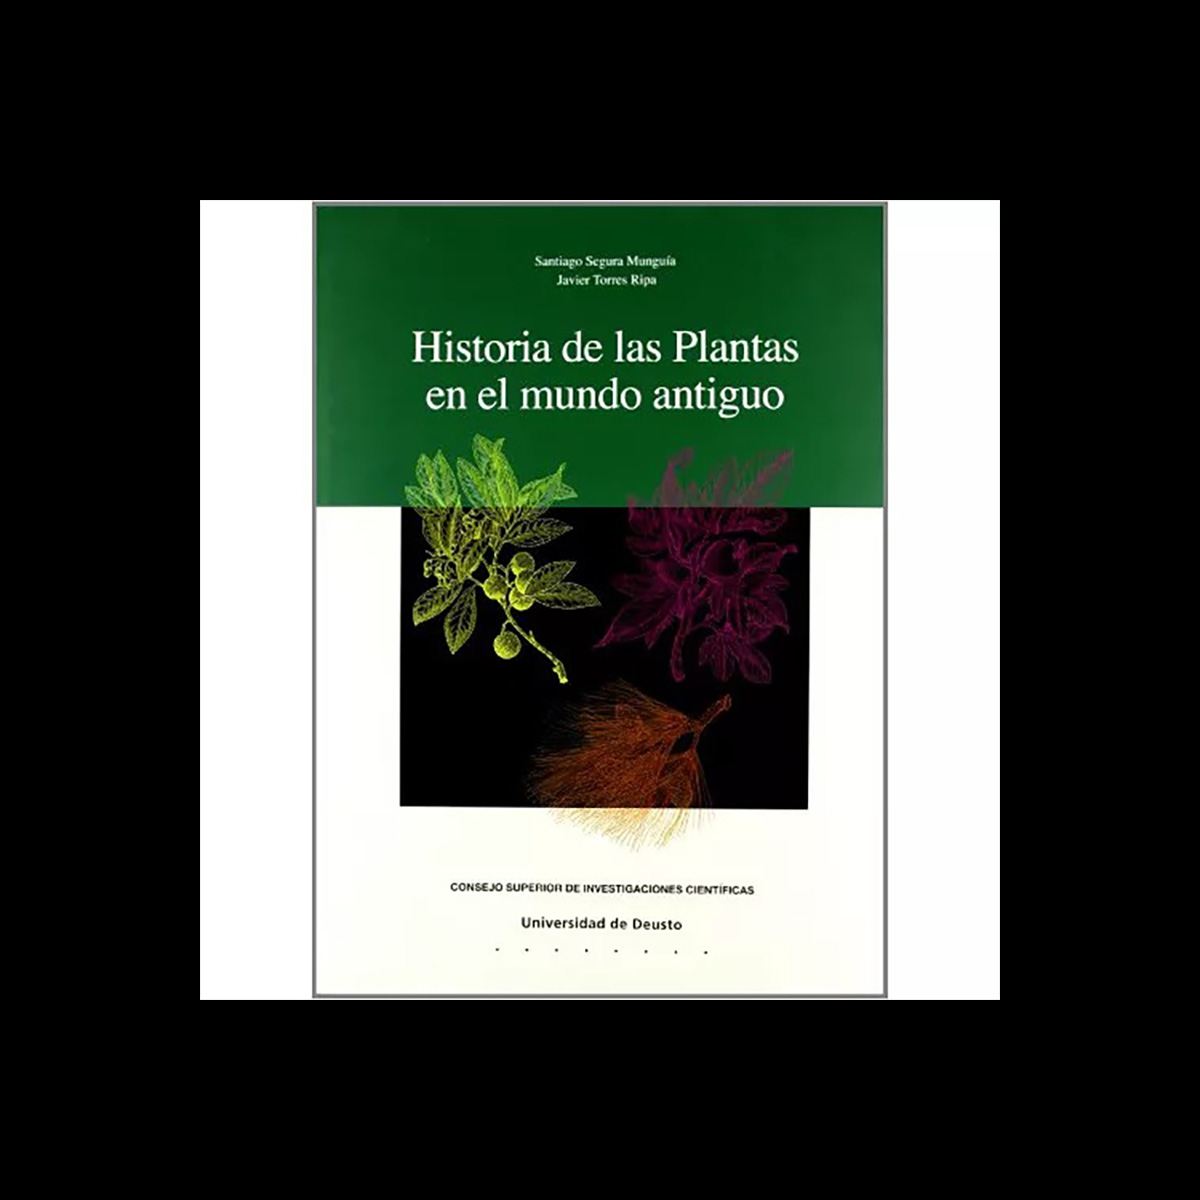 Santiago Segura Munguía
Javier Torres Ripa
Historia de las Plantas
en el mundo antiguo
CONSEJO SUPERIOR DE INVESTIGACIONES CIENTÍFICAS
Universidad de Deusto